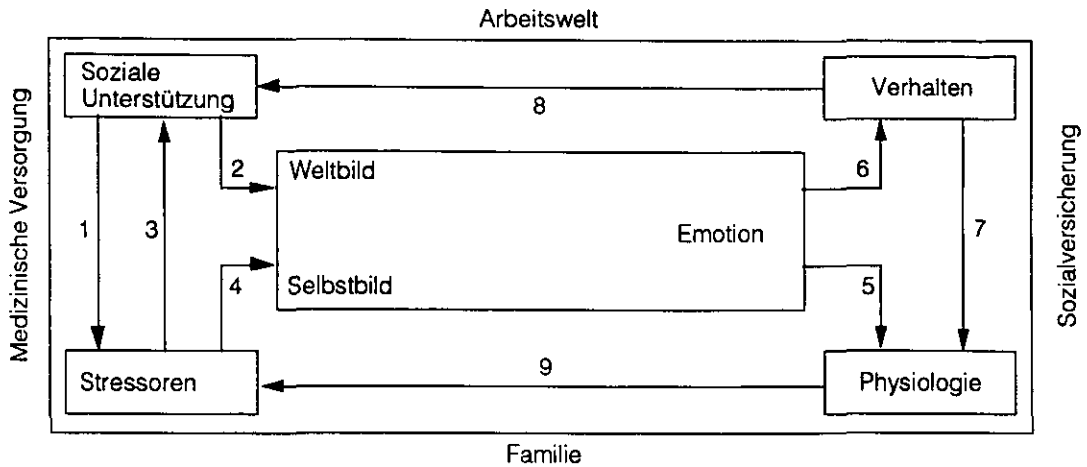 Arbeitswelt
Medizinische Versorgung
Soziale
Unterstützung
Verhalten
8
2
Weltbild
6
Sozialversicherung
1
3
Emotion
7
4
Selbstbild
5
Stressoren
9
Physiologie
Familie